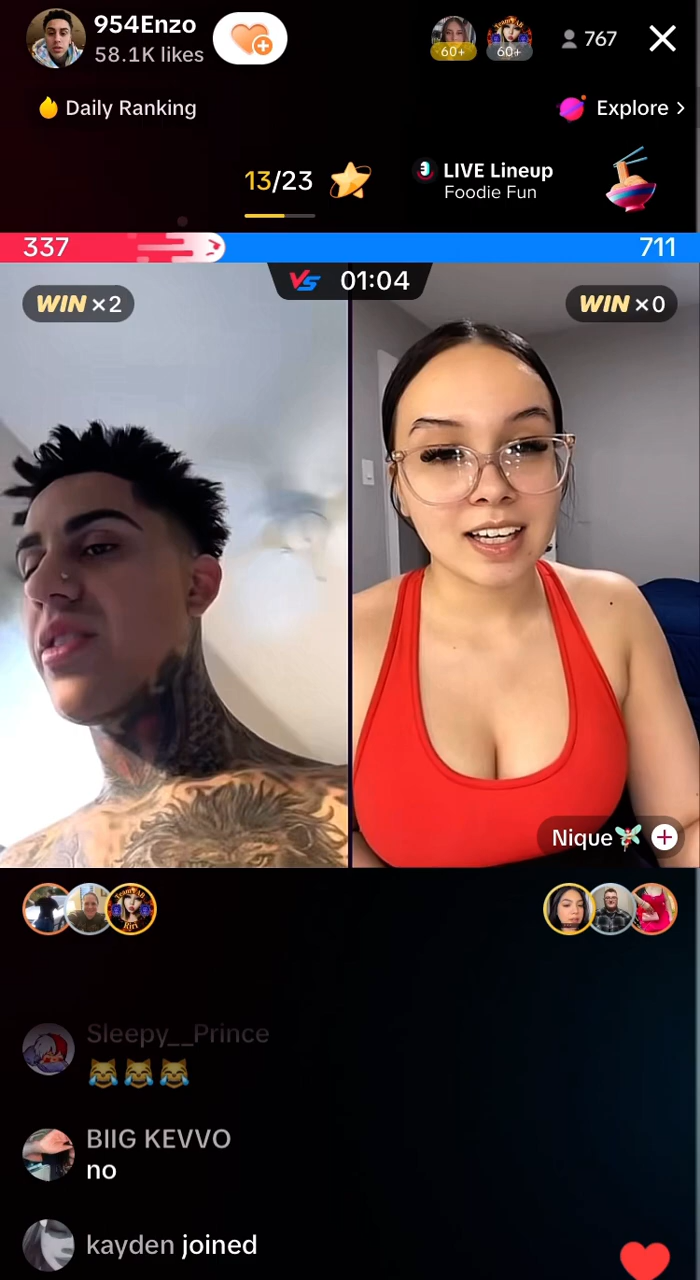 954Enzo
58.1K likes
60+
60+
767
Daily Ranking
Explore >
13/23
LIVE Lineup
Foodie Fun
337
711
VS 01:04
WIN ×2
WIN ×0
Nique
Sleepy__Prince
BIIG KEVVO
no
kayden joined